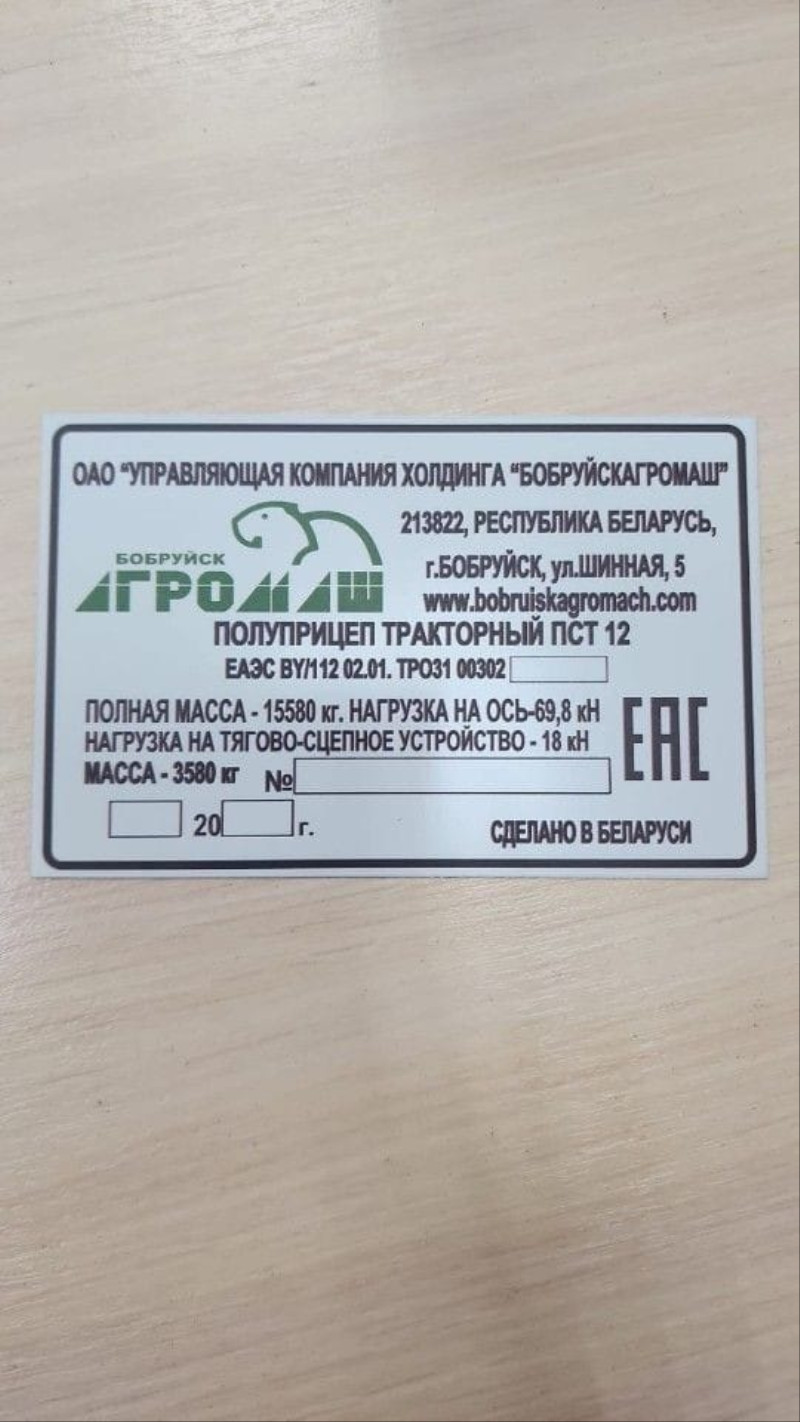 ОАО "УПРАВЛЯЮЩАЯ КОМПАНИЯ ХОЛДИНГА "БОБРУЙСКАГРОМАШ"
БОБРУЙСК
АГРОМАШ
213822, РЕСПУБЛИКА БЕЛАРУСЬ,
г.БОБРУЙСК, ул.ШИННАЯ, 5
www.bobruiskagromach.com
ПОЛУПРИЦЕП ТРАКТОРНЫЙ ПСТ 12
ЕАЭС BY/112 02.01. ТР031 00302
ПОЛНАЯ МАССА - 15580 кг. НАГРУЗКА НА ОСЬ-69,8 кН
НАГРУЗКА НА ТЯГОВО-СЦЕПНОЕ УСТРОЙСТВО - 18 кН
МАССА - 3580 кг №
EAC
20 г.
СДЕЛАНО В БЕЛАРУСИ